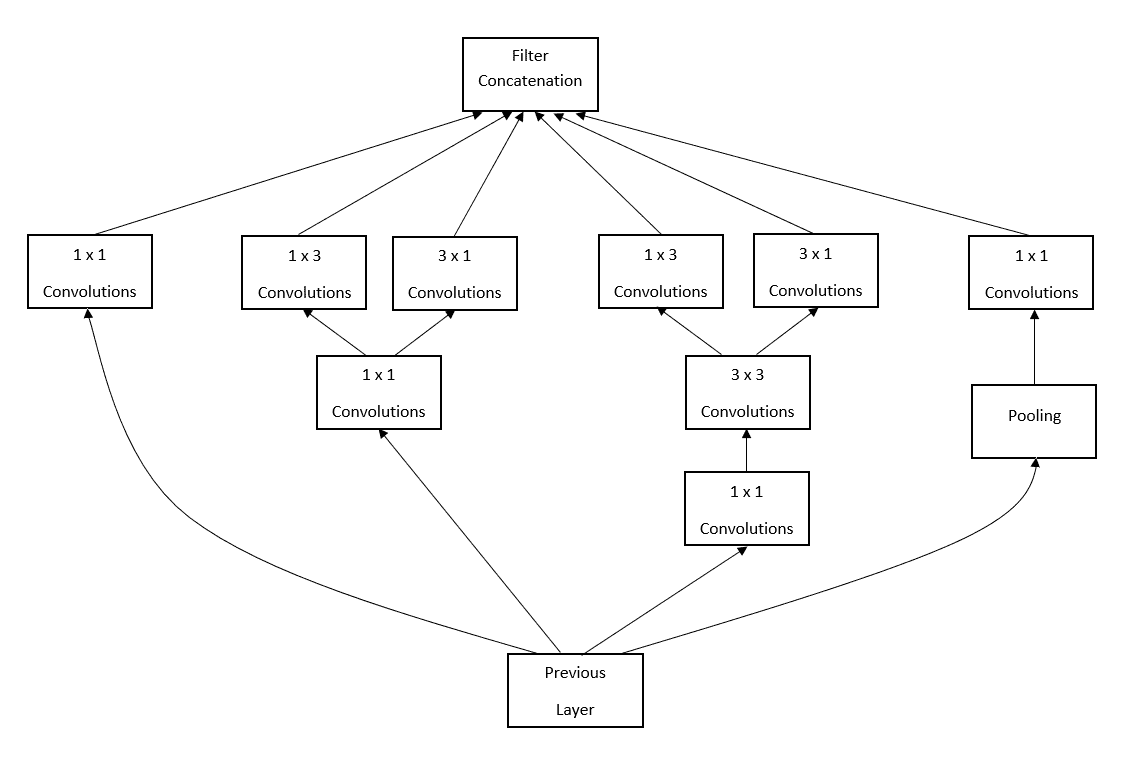 Filter
Concatenation
1 x 1
Convolutions
1 x 3
Convolutions
3 x 1
Convolutions
1 x 3
Convolutions
3 x 1
Convolutions
1 x 1
Convolutions
1 x 1
Convolutions
3 x 3
Convolutions
Pooling
1 x 1
Convolutions
Previous
Layer